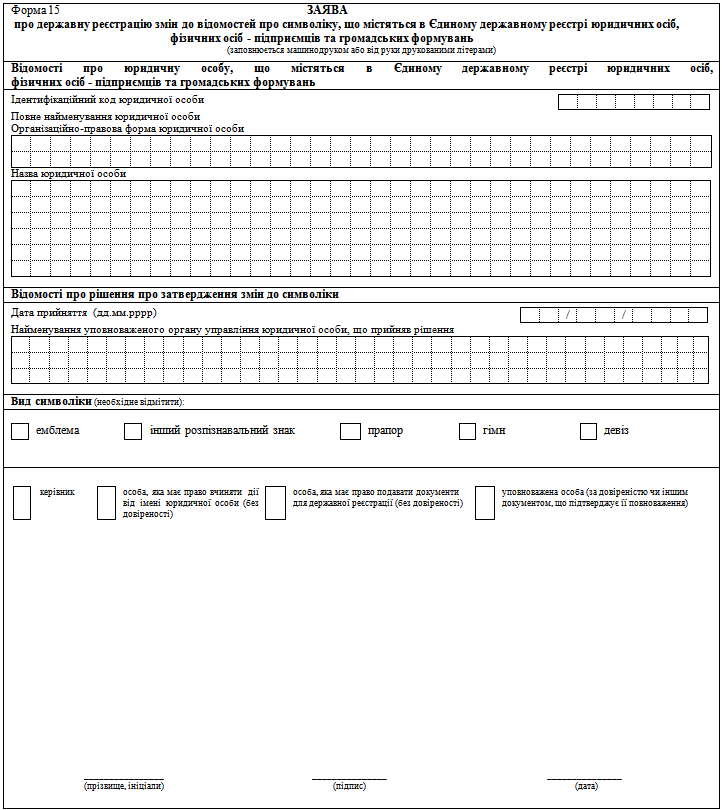 Форма 15 ЗАЯВА
про державну реєстрацію змін до відомостей про символіку, що містяться в Єдиному державному реєстрі юридичних осіб,
фізичних осіб - підприємців та громадських формувань
(заповнюється машинодруком або від руки друкованими літерами)
Відомості про юридичну особу, що містяться в Єдиному державному реєстрі юридичних осіб,
фізичних осіб - підприємців та громадських формувань
Ідентифікаційний код юридичної особи
Повне найменування юридичної особи
Організаційно-правова форма юридичної особи
Назва юридичної особи
Відомості про рішення про затвердження змін до символіки
Дата прийняття (дд.мм.рррр) / /
Найменування уповноваженого органу управління юридичної особи, що прийняв рішення
Вид символіки (необхідне відмітити):
емблема інший розпізнавальний знак прапор гімн девіз
керівник особа, яка має право вчиняти дії від імені юридичної особи (без довіреності) особа, яка має право подавати документи для державної реєстрації (без довіреності) уповноважена особа (за довіреністю чи іншим документом, що підтверджує її повноваження)
(прізвище, ініціали) (підпис) (дата)